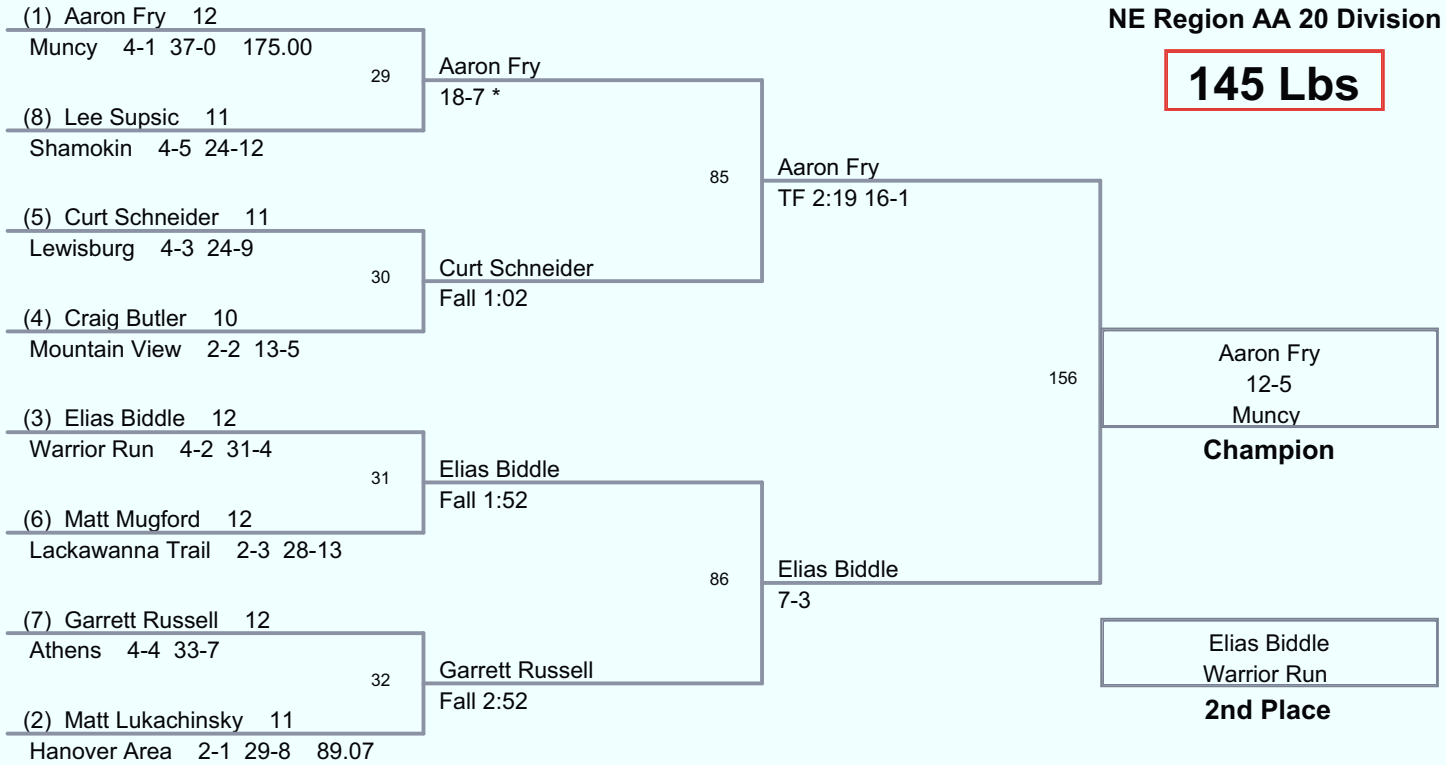 NE Region AA 20 Division
145 Lbs
(1) Aaron Fry 12
Muncy 4-1 37-0 175.00
29
(8) Lee Supsic 11
Shamokin 4-5 24-12
(5) Curt Schneider 11
Lewisburg 4-3 24-9
30
(4) Craig Butler 10
Mountain View 2-2 13-5
(3) Elias Biddle 12
Warrior Run 4-2 31-4
31
(6) Matt Mugford 12
Lackawanna Trail 2-3 28-13
(7) Garrett Russell 12
Athens 4-4 33-7
32
(2) Matt Lukachinsky 11
Hanover Area 2-1 29-8 89.07
Aaron Fry
18-7 *
85
Curt Schneider
Fall 1:02
Elias Biddle
Fall 1:52
86
Garrett Russell
Fall 2:52
Aaron Fry
TF 2:19 16-1
156
Elias Biddle
7-3
Aaron Fry
12-5
Muncy
Champion
Elias Biddle
Warrior Run
2nd Place